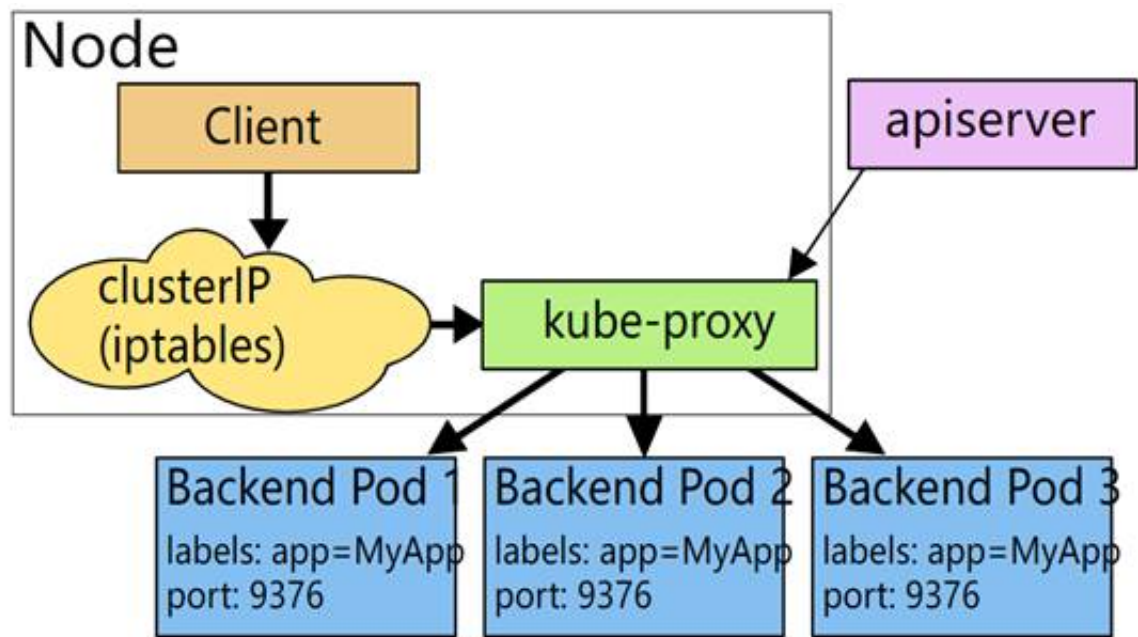 Node
Client
apiserver
clusterIP
(iptables)
kube-proxy
Backend Pod 1
labels: app=MyApp
port: 9376
Backend Pod 2
labels: app=MyApp
port: 9376
Backend Pod 3
labels: app=MyApp
port: 9376